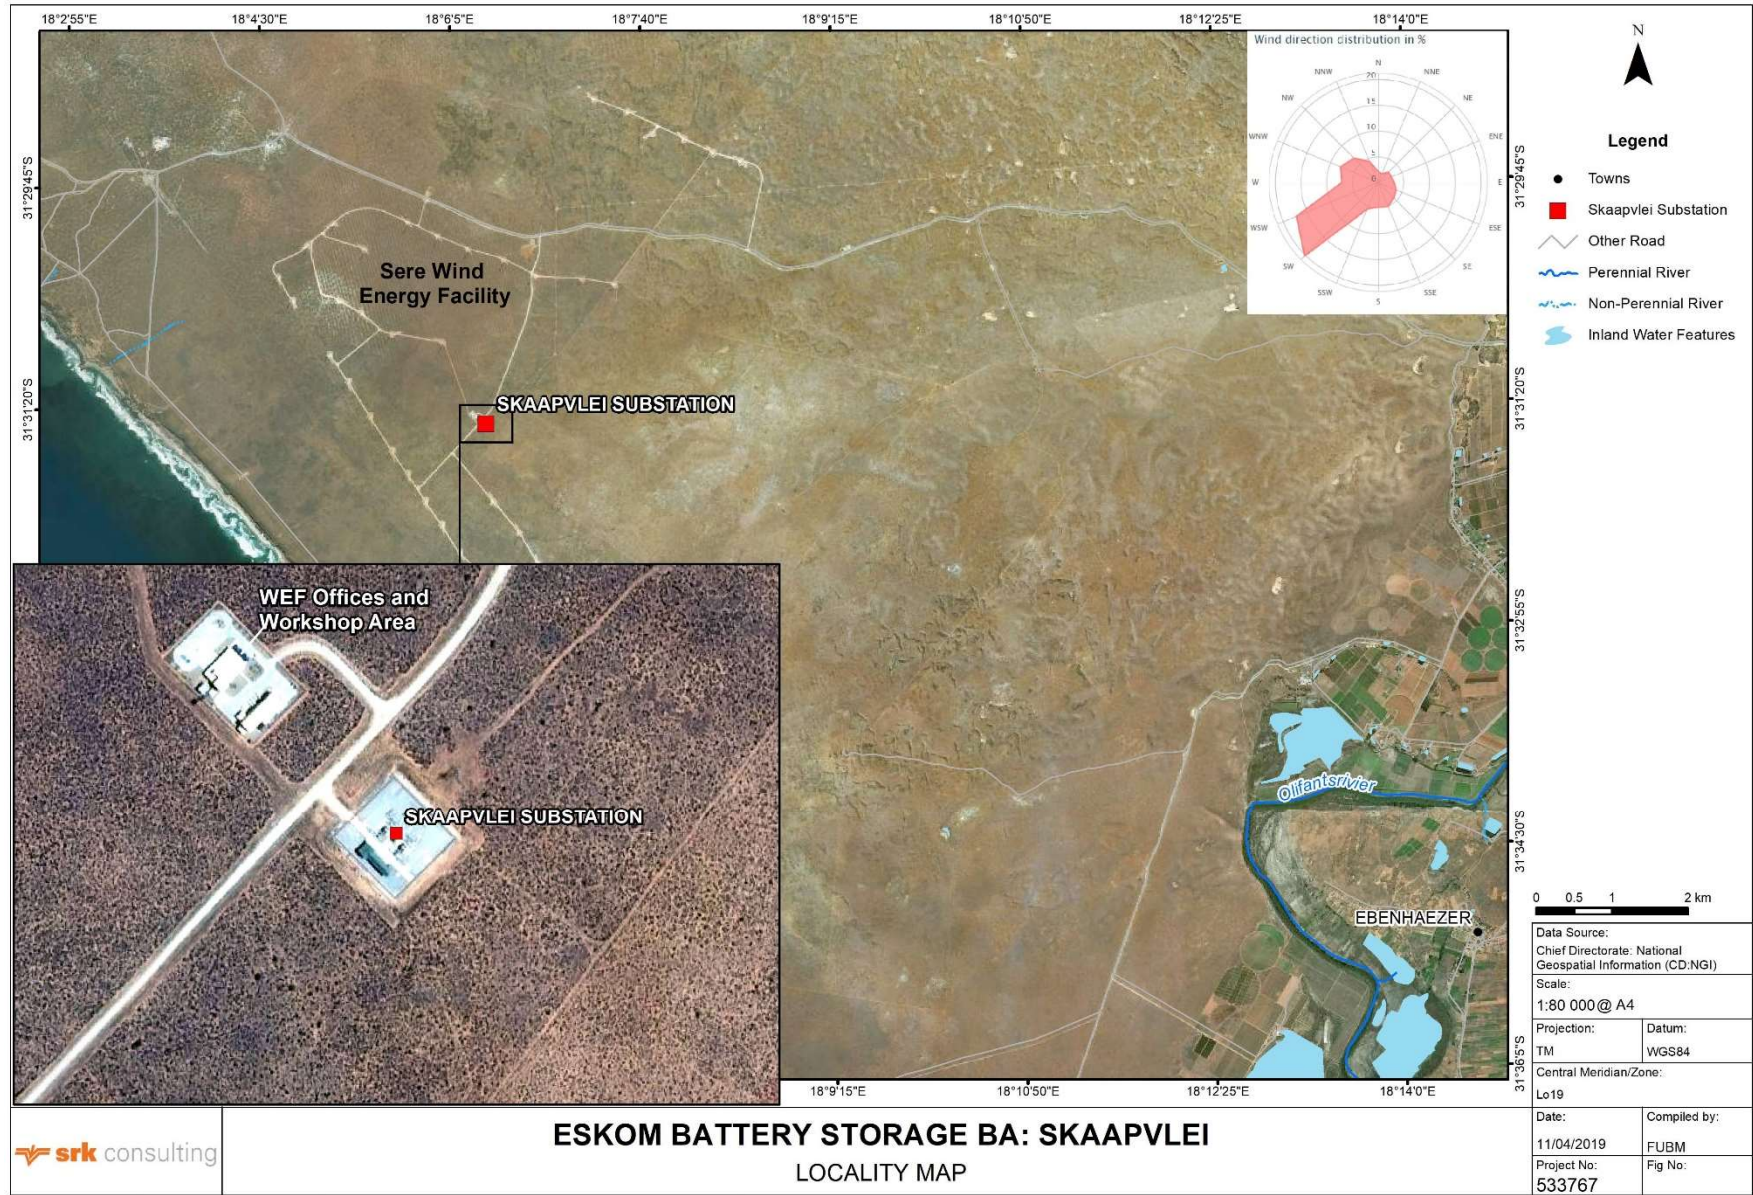 18°2'55"E 18°4'30"E 18°6'5"E 18°7'40"E 18°9'15"E 18°10'50"E 18°12'25"E 18°14'0"E
31°29'45"S
31°31'20"S
Sere Wind
Energy Facility
SKAAPVLEI SUBSTATION
Wind direction distribution in %
N
NNE
NE
ENE
E
ESE
SE
SSE
S
SSW
SW
WSW
W
WNW
NW
NNW
20
15
10
5
0
31°29'45"S
31°31'20"S
31°32'55"S
31°34'30"S
31°36'5"S
WEF Offices and
Workshop Area
SKAAPVLEI SUBSTATION
Olifantsrivier
EBENHAEZER
18°9'15"E 18°10'50"E 18°12'25"E 18°14'0"E
N
Legend
Towns
Skaapvlei Substation
Other Road
Perennial River
Non-Perennial River
Inland Water Features
0 0.5 1 2 km
Data Source:
Chief Directorate: National
Geospatial Information (CD:NGI)
Scale:
1:80 000@ A4
Projection: Datum:
TM WGS84
Central Meridian/Zone:
Lo19
Date: Compiled by:
11/04/2019 FUBM
Project No: Fig No:
533767
srk consulting
ESKOM BATTERY STORAGE BA: SKAAPVLEI
LOCALITY MAP